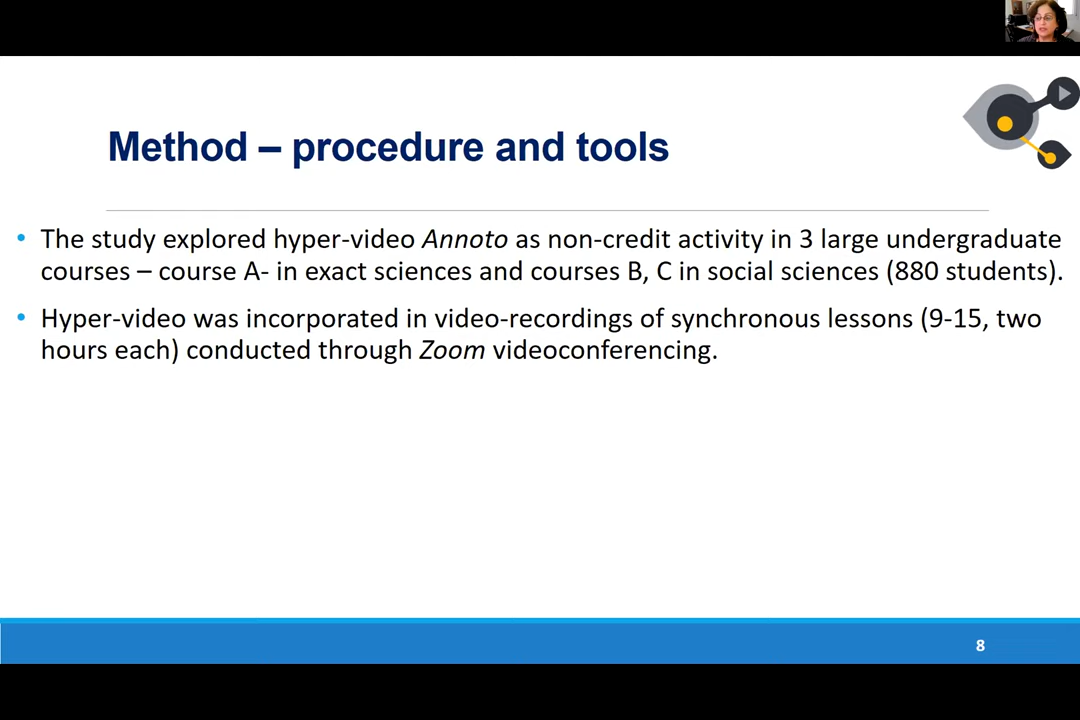 Method – procedure and tools
• The study explored hyper-video Annoto as non-credit activity in 3 large undergraduate
courses – course A- in exact sciences and courses B, C in social sciences (880 students).
• Hyper-video was incorporated in video-recordings of synchronous lessons (9-15, two
hours each) conducted through Zoom videoconferencing.
8